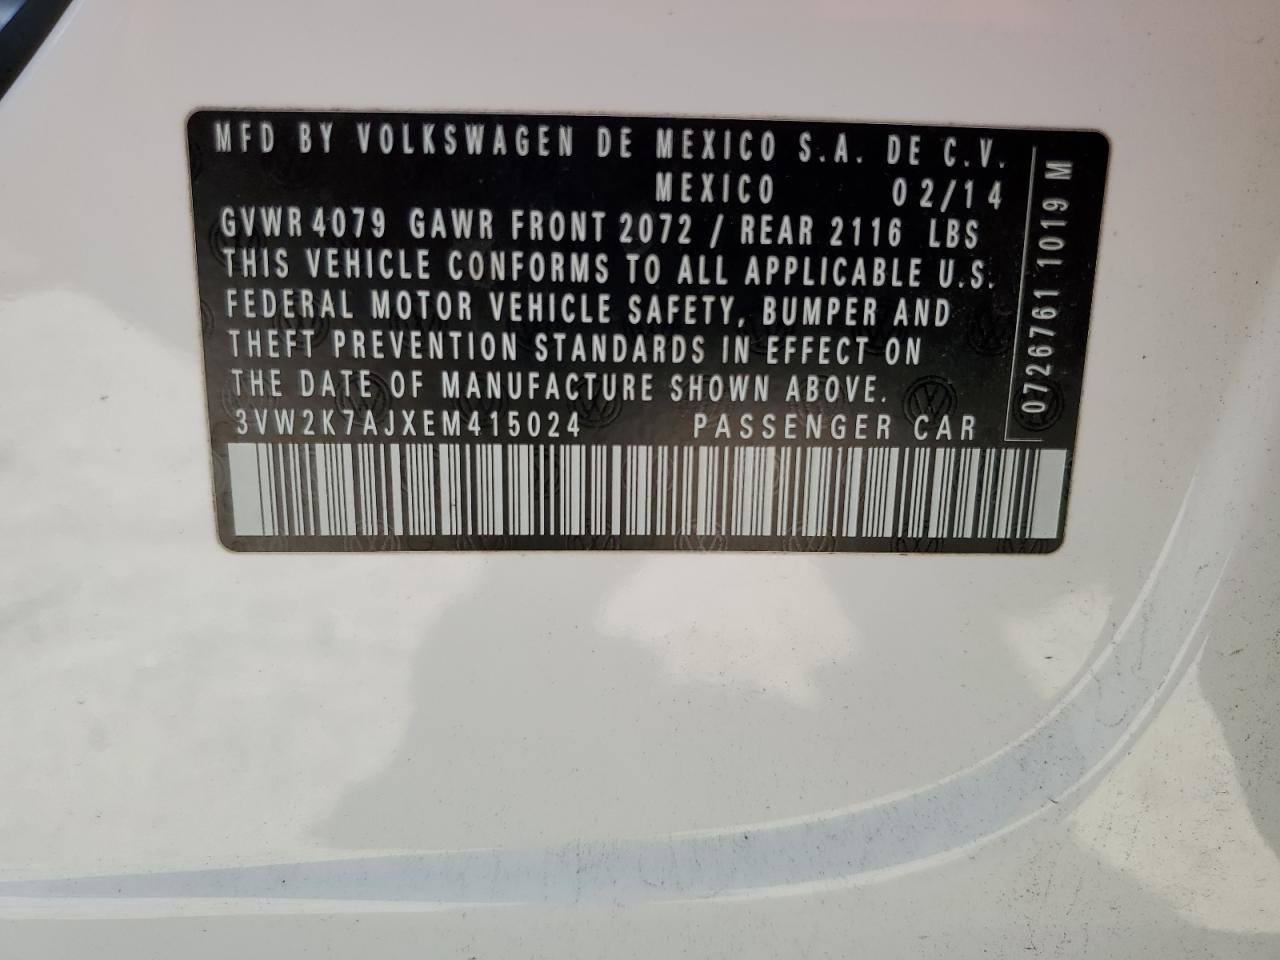 MFD BY VOLKSWAGEN DE MEXICO S.A. DE C.V.
MEXICO 02/14
GVWR 4079 GAWR FRONT 2072 / REAR 2116 LBS
THIS VEHICLE CONFORMS TO ALL APPLICABLE U.S.
FEDERAL MOTOR VEHICLE SAFETY, BUMPER AND
THEFT PREVENTION STANDARDS IN EFFECT ON
THE DATE OF MANUFACTURE SHOWN ABOVE.
3VW2K7AJXEM415024 PASSENGER CAR
0726761 1019 M